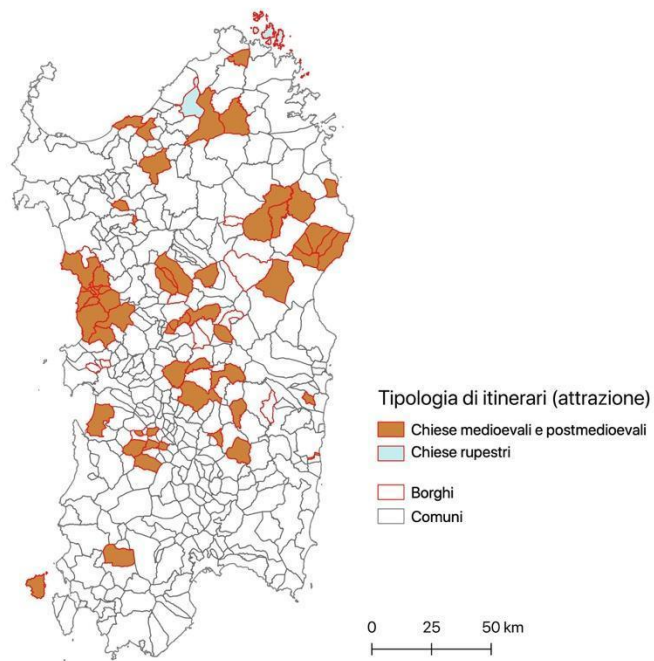 Tipologia di itinerari (attrazione)
Chiese medioevali e postmedioevali
Chiese rupestri
Borghi
Comuni
0 25 50 km